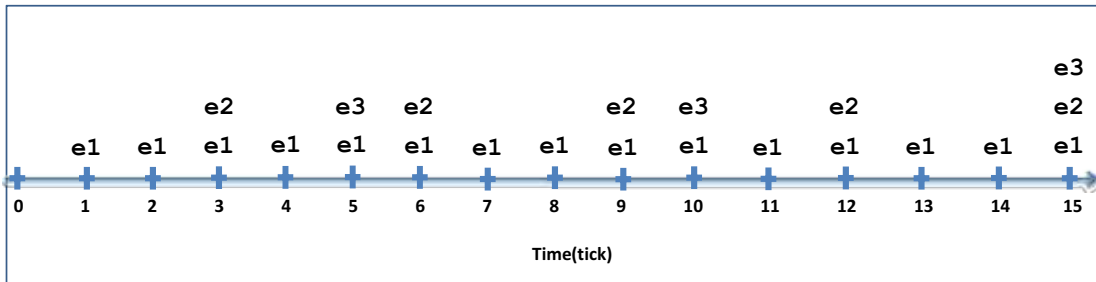 e3
e2 e3 e2 e2 e3 e2 e2
e1 e1 e1 e1 e1 e1 e1 e1 e1 e1 e1 e1 e1 e1 e1
0 1 2 3 4 5 6 7 8 9 10 11 12 13 14 15
Time(tick)